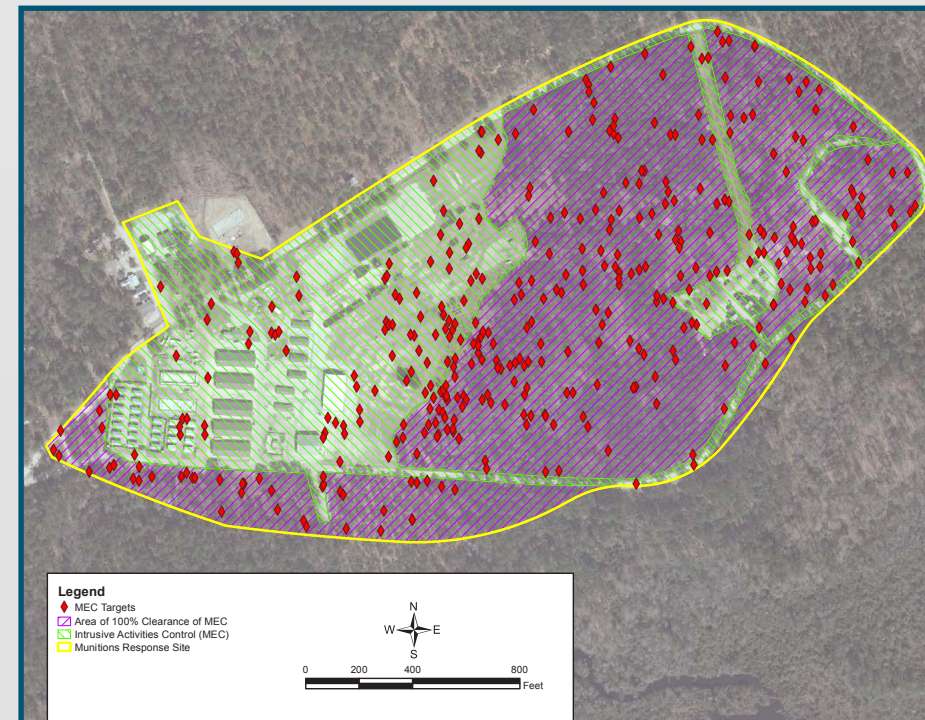 Legend
MEC Targets
Area of 100% Clearance of MEC
Intrusive Activities Control (MEC)
Munitions Response Site
N
W E
S
0 200 400 800
Feet